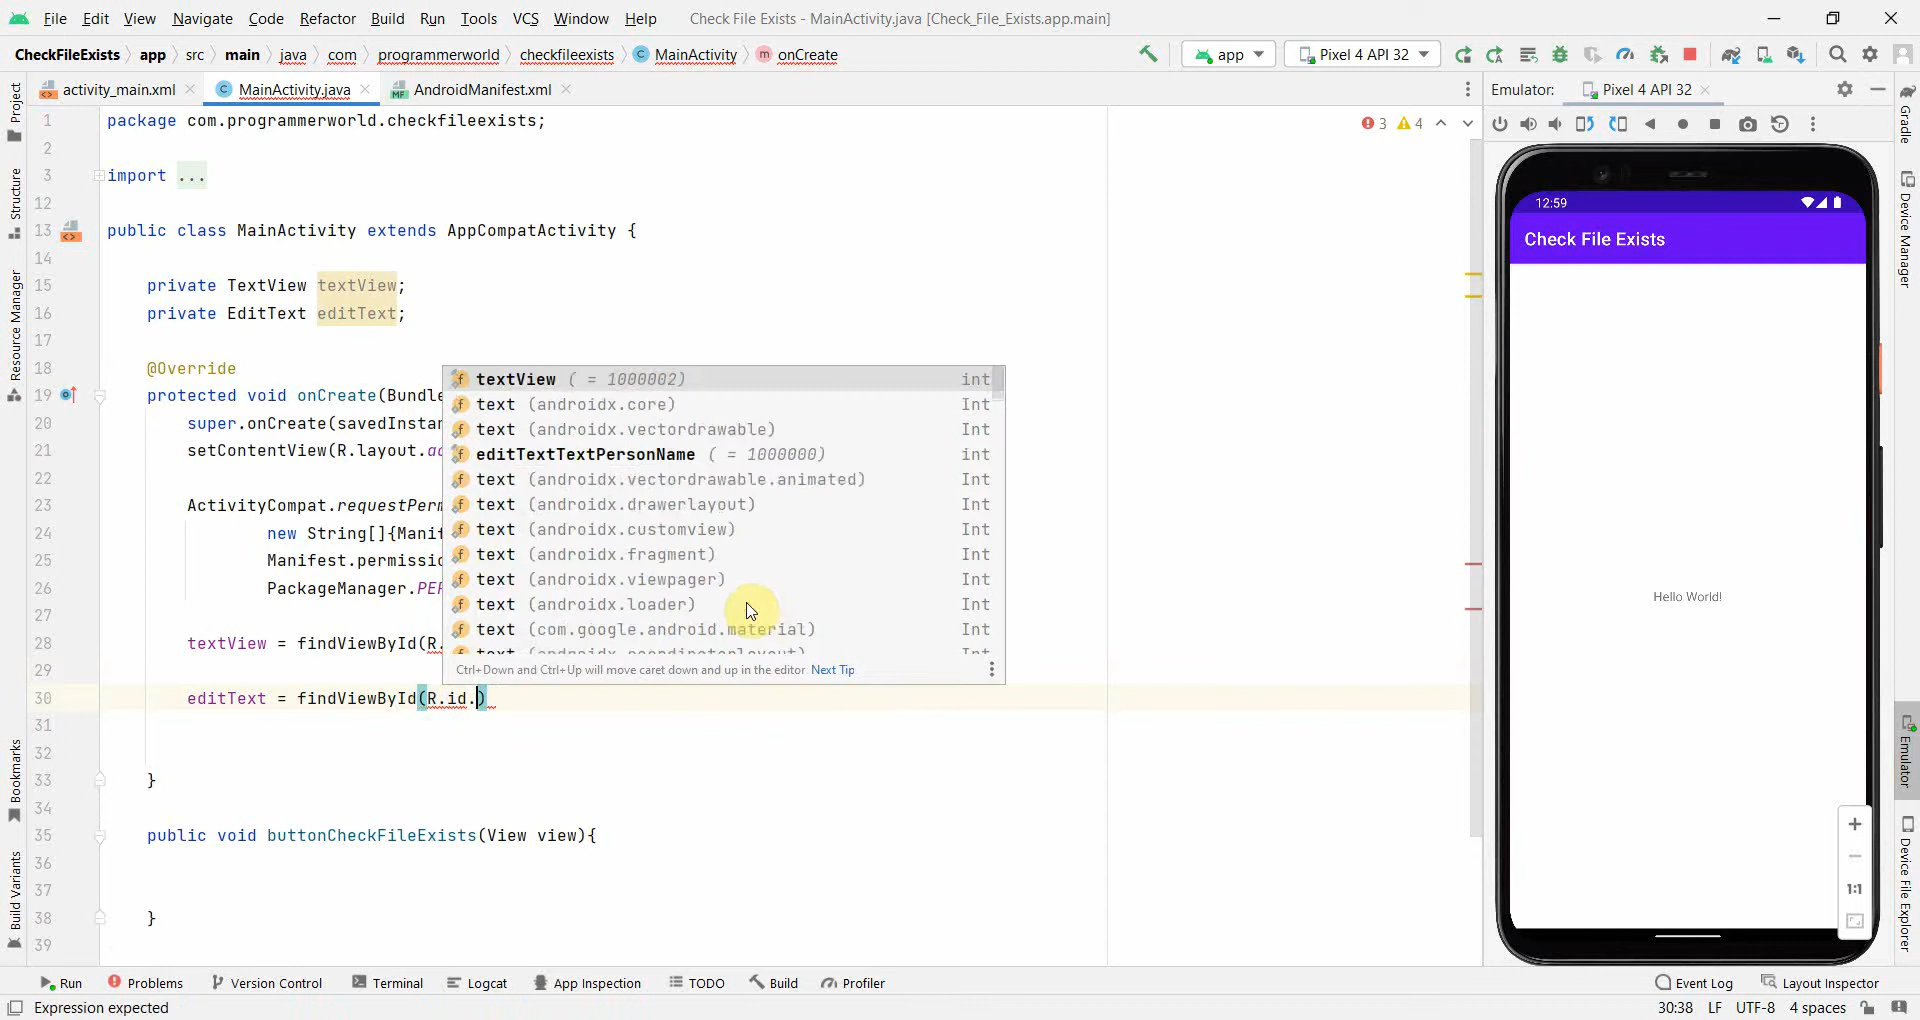 File Edit View Navigate Code Refactor Build Run Tools VCS Window Help Check File Exists - MainActivity.java [Check_File_Exists.app.main]
CheckFileExists app src main java com programmerworld checkfileexists MainActivity onCreate app Pixel 4 API 32
activity_main.xml MainActivity.java AndroidManifest.xml
Emulator: Pixel 4 API 32
Project
Structure
Resource Manager
Bookmarks
Build Variants
1 package com.programmerworld.checkfileexists;
3 4
2
3 import ...
12
13 public class MainActivity extends AppCompatActivity {
14
15 private TextView textView;
16 private EditText editText;
17
18 @Override
19 protected void onCreate(Bundle
20 super.onCreate(savedInstan
21 setContentView(R.layout.ac
22
23 ActivityCompat.requestPerm
24 new String[]{Manif
25 Manifest.permissio
26 PackageManager.PER
27
28 textView = findViewById(R.
29
30 editText = findViewById(R.id.)
31
32
33 }
34
35 public void buttonCheckFileExists(View view){
36
37
38 }
39
textView ( = 1000002) int
text (androidx.core) Int
text (androidx.vectordrawable) Int
editTextTextPersonName ( = 1000000) int
text (androidx.vectordrawable.animated) Int
text (androidx.drawerlayout) Int
text (androidx.customview) Int
text (androidx.fragment) Int
text (androidx.viewpager) Int
text (androidx.loader) Int
text (com.google.android.material) Int
text (androidx.coordinatorlayout) Int
Ctrl+Down and Ctrl+Up will move caret down and up in the editor Next Tip
12:59
Check File Exists
Hello World!
1:1
Gradle
Device Manager
Emulator
Device File Explorer
Run Problems Version Control Terminal Logcat App Inspection TODO Build Profiler Event Log Layout Inspector
Expression expected 30:38 LF UTF-8 4 spaces